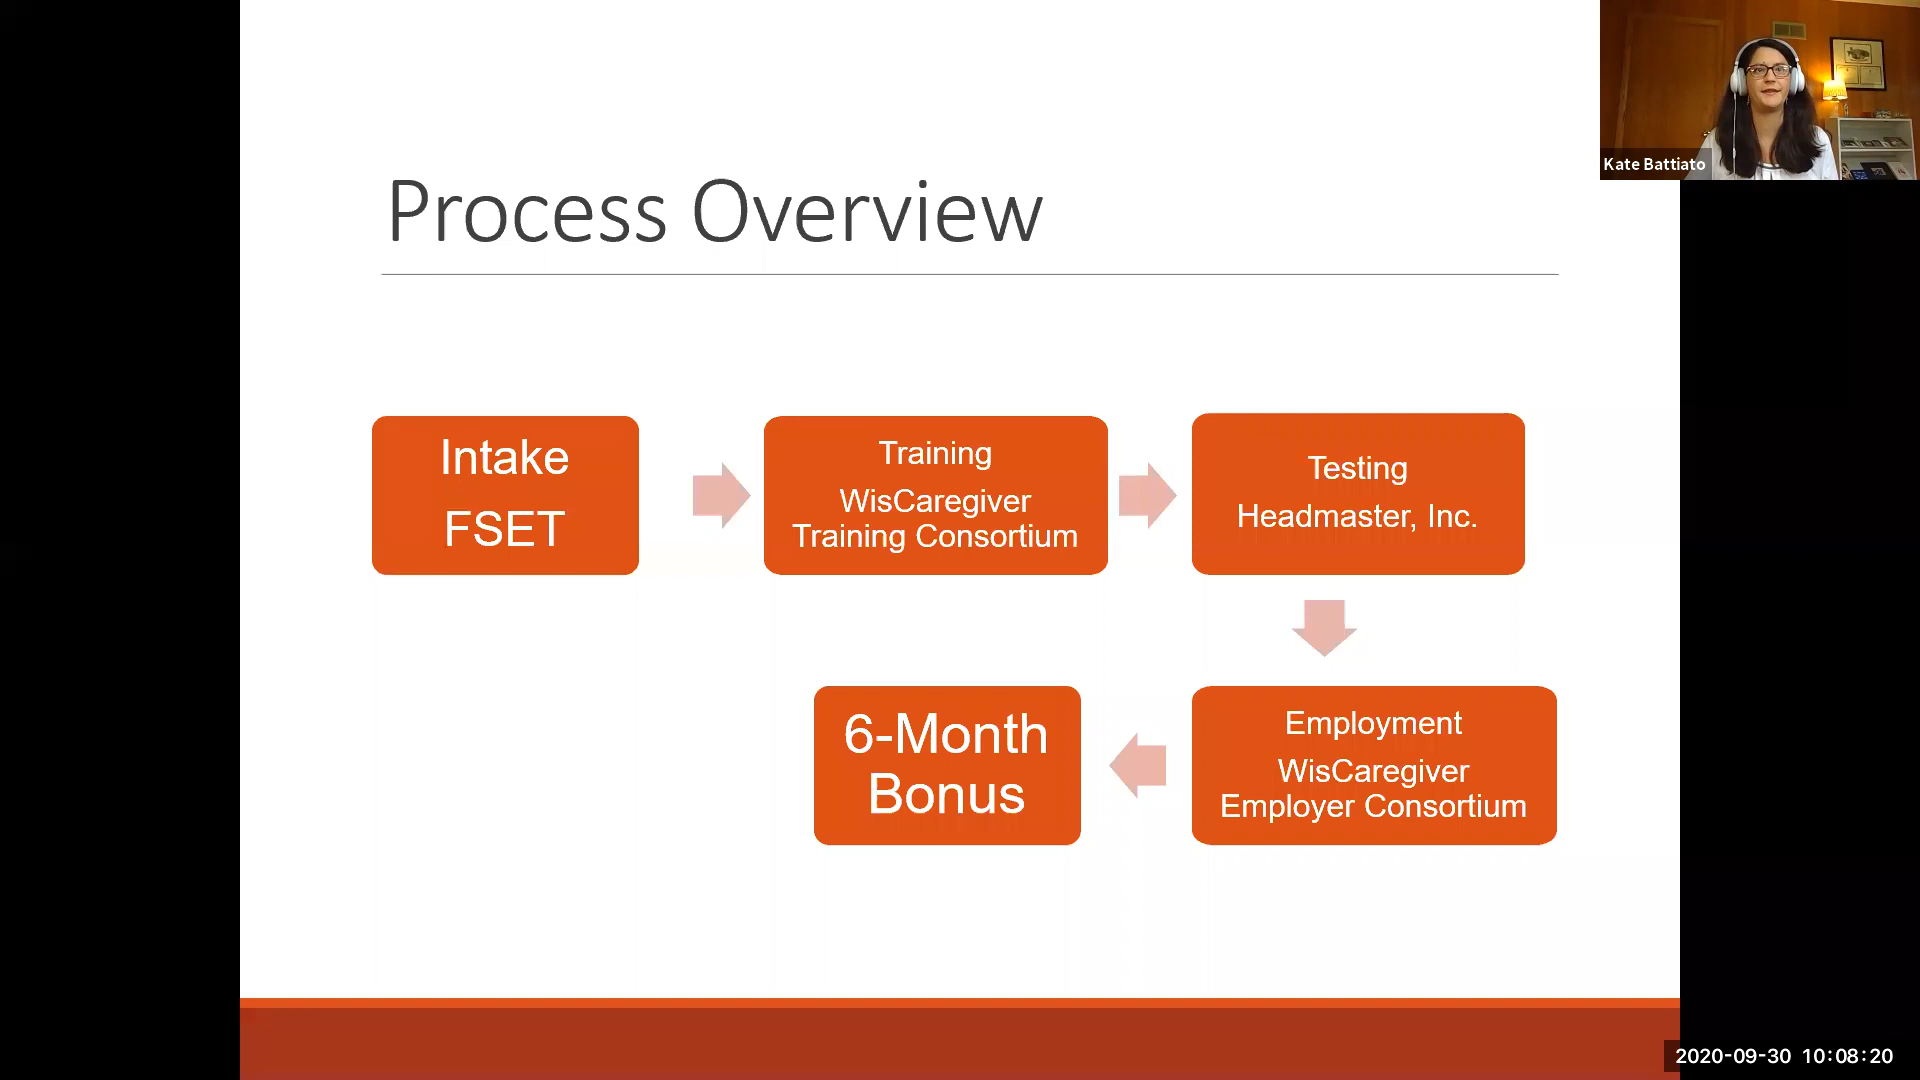 Kate Battiato
Process Overview
Intake
FSET
Training
WisCaregiver
Training Consortium
Testing
Headmaster, Inc.
Employment
WisCaregiver
Employer Consortium
6-Month
Bonus
2020-09-30 10:08:20